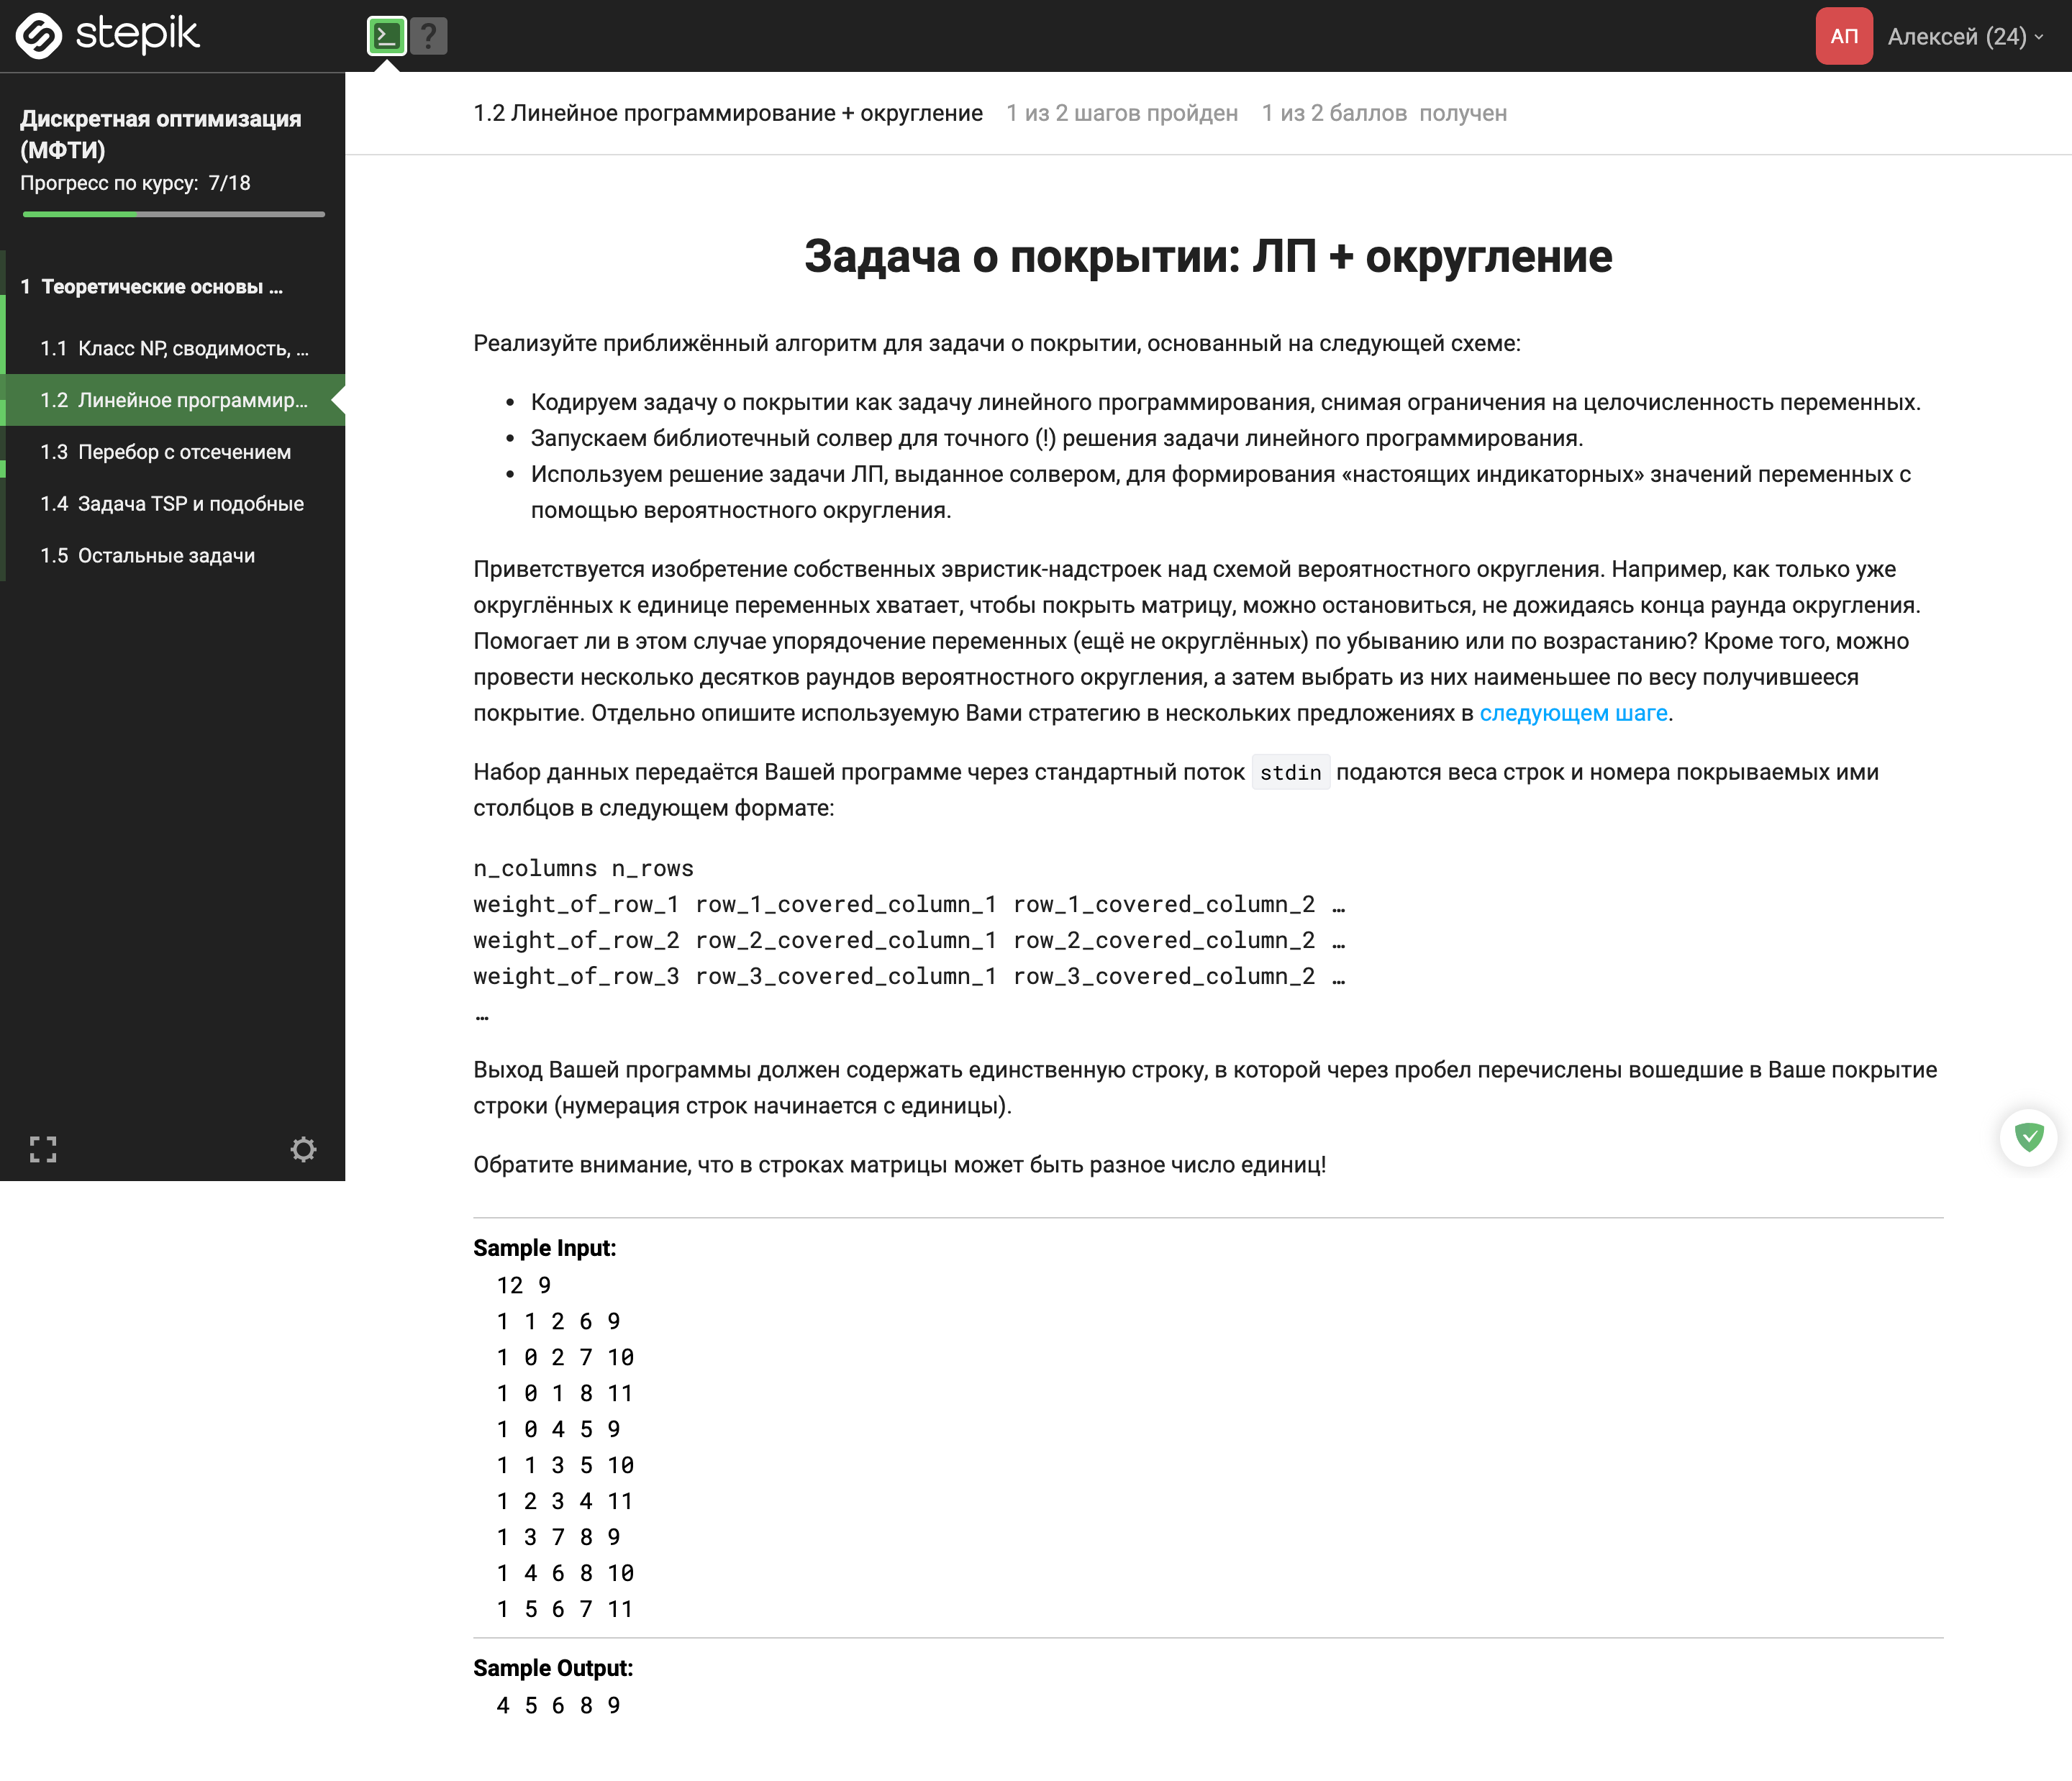 stepik
АП Алексей (24)
Дискретная оптимизация
(МФТИ)
Прогресс по курсу: 7/18
1 Теоретические основы ...
1.1 Класс NP, сводимость, ...
1.2 Линейное программир...
1.3 Перебор с отсечением
1.4 Задача TSP и подобные
1.5 Остальные задачи
1.2 Линейное программирование + округление 1 из 2 шагов пройден 1 из 2 баллов получен
Задача о покрытии: ЛП + округление
Реализуйте приближённый алгоритм для задачи о покрытии, основанный на следующей схеме:
• Кодируем задачу о покрытии как задачу линейного программирования, снимая ограничения на целочисленность переменных.
• Запускаем библиотечный солвер для точного (!) решения задачи линейного программирования.
• Используем решение задачи ЛП, выданное солвером, для формирования «настоящих индикаторных» значений переменных с
помощью вероятностного округления.
Приветствуется изобретение собственных эвристик-надстроек над схемой вероятностного округления. Например, как только уже
округлённых к единице переменных хватает, чтобы покрыть матрицу, можно остановиться, не дожидаясь конца раунда округления.
Помогает ли в этом случае упорядочение переменных (ещё не округлённых) по убыванию или по возрастанию? Кроме того, можно
провести несколько десятков раундов вероятностного округления, а затем выбрать из них наименьшее по весу получившееся
покрытие. Отдельно опишите используемую Вами стратегию в нескольких предложениях в следующем шаге.
Набор данных передаётся Вашей программе через стандартный поток stdin подаются веса строк и номера покрываемых ими
столбцов в следующем формате:
n_columns n_rows
weight_of_row_1 row_1_covered_column_1 row_1_covered_column_2 …
weight_of_row_2 row_2_covered_column_1 row_2_covered_column_2 …
weight_of_row_3 row_3_covered_column_1 row_3_covered_column_2 …
…
Выход Вашей программы должен содержать единственную строку, в которой через пробел перечислены вошедшие в Ваше покрытие
строки (нумерация строк начинается с единицы).
Обратите внимание, что в строках матрицы может быть разное число единиц!
Sample Input:
12 9
1 1 2 6 9
1 0 2 7 10
1 0 1 8 11
1 0 4 5 9
1 1 3 5 10
1 2 3 4 11
1 3 7 8 9
1 4 6 8 10
1 5 6 7 11
Sample Output:
4 5 6 8 9